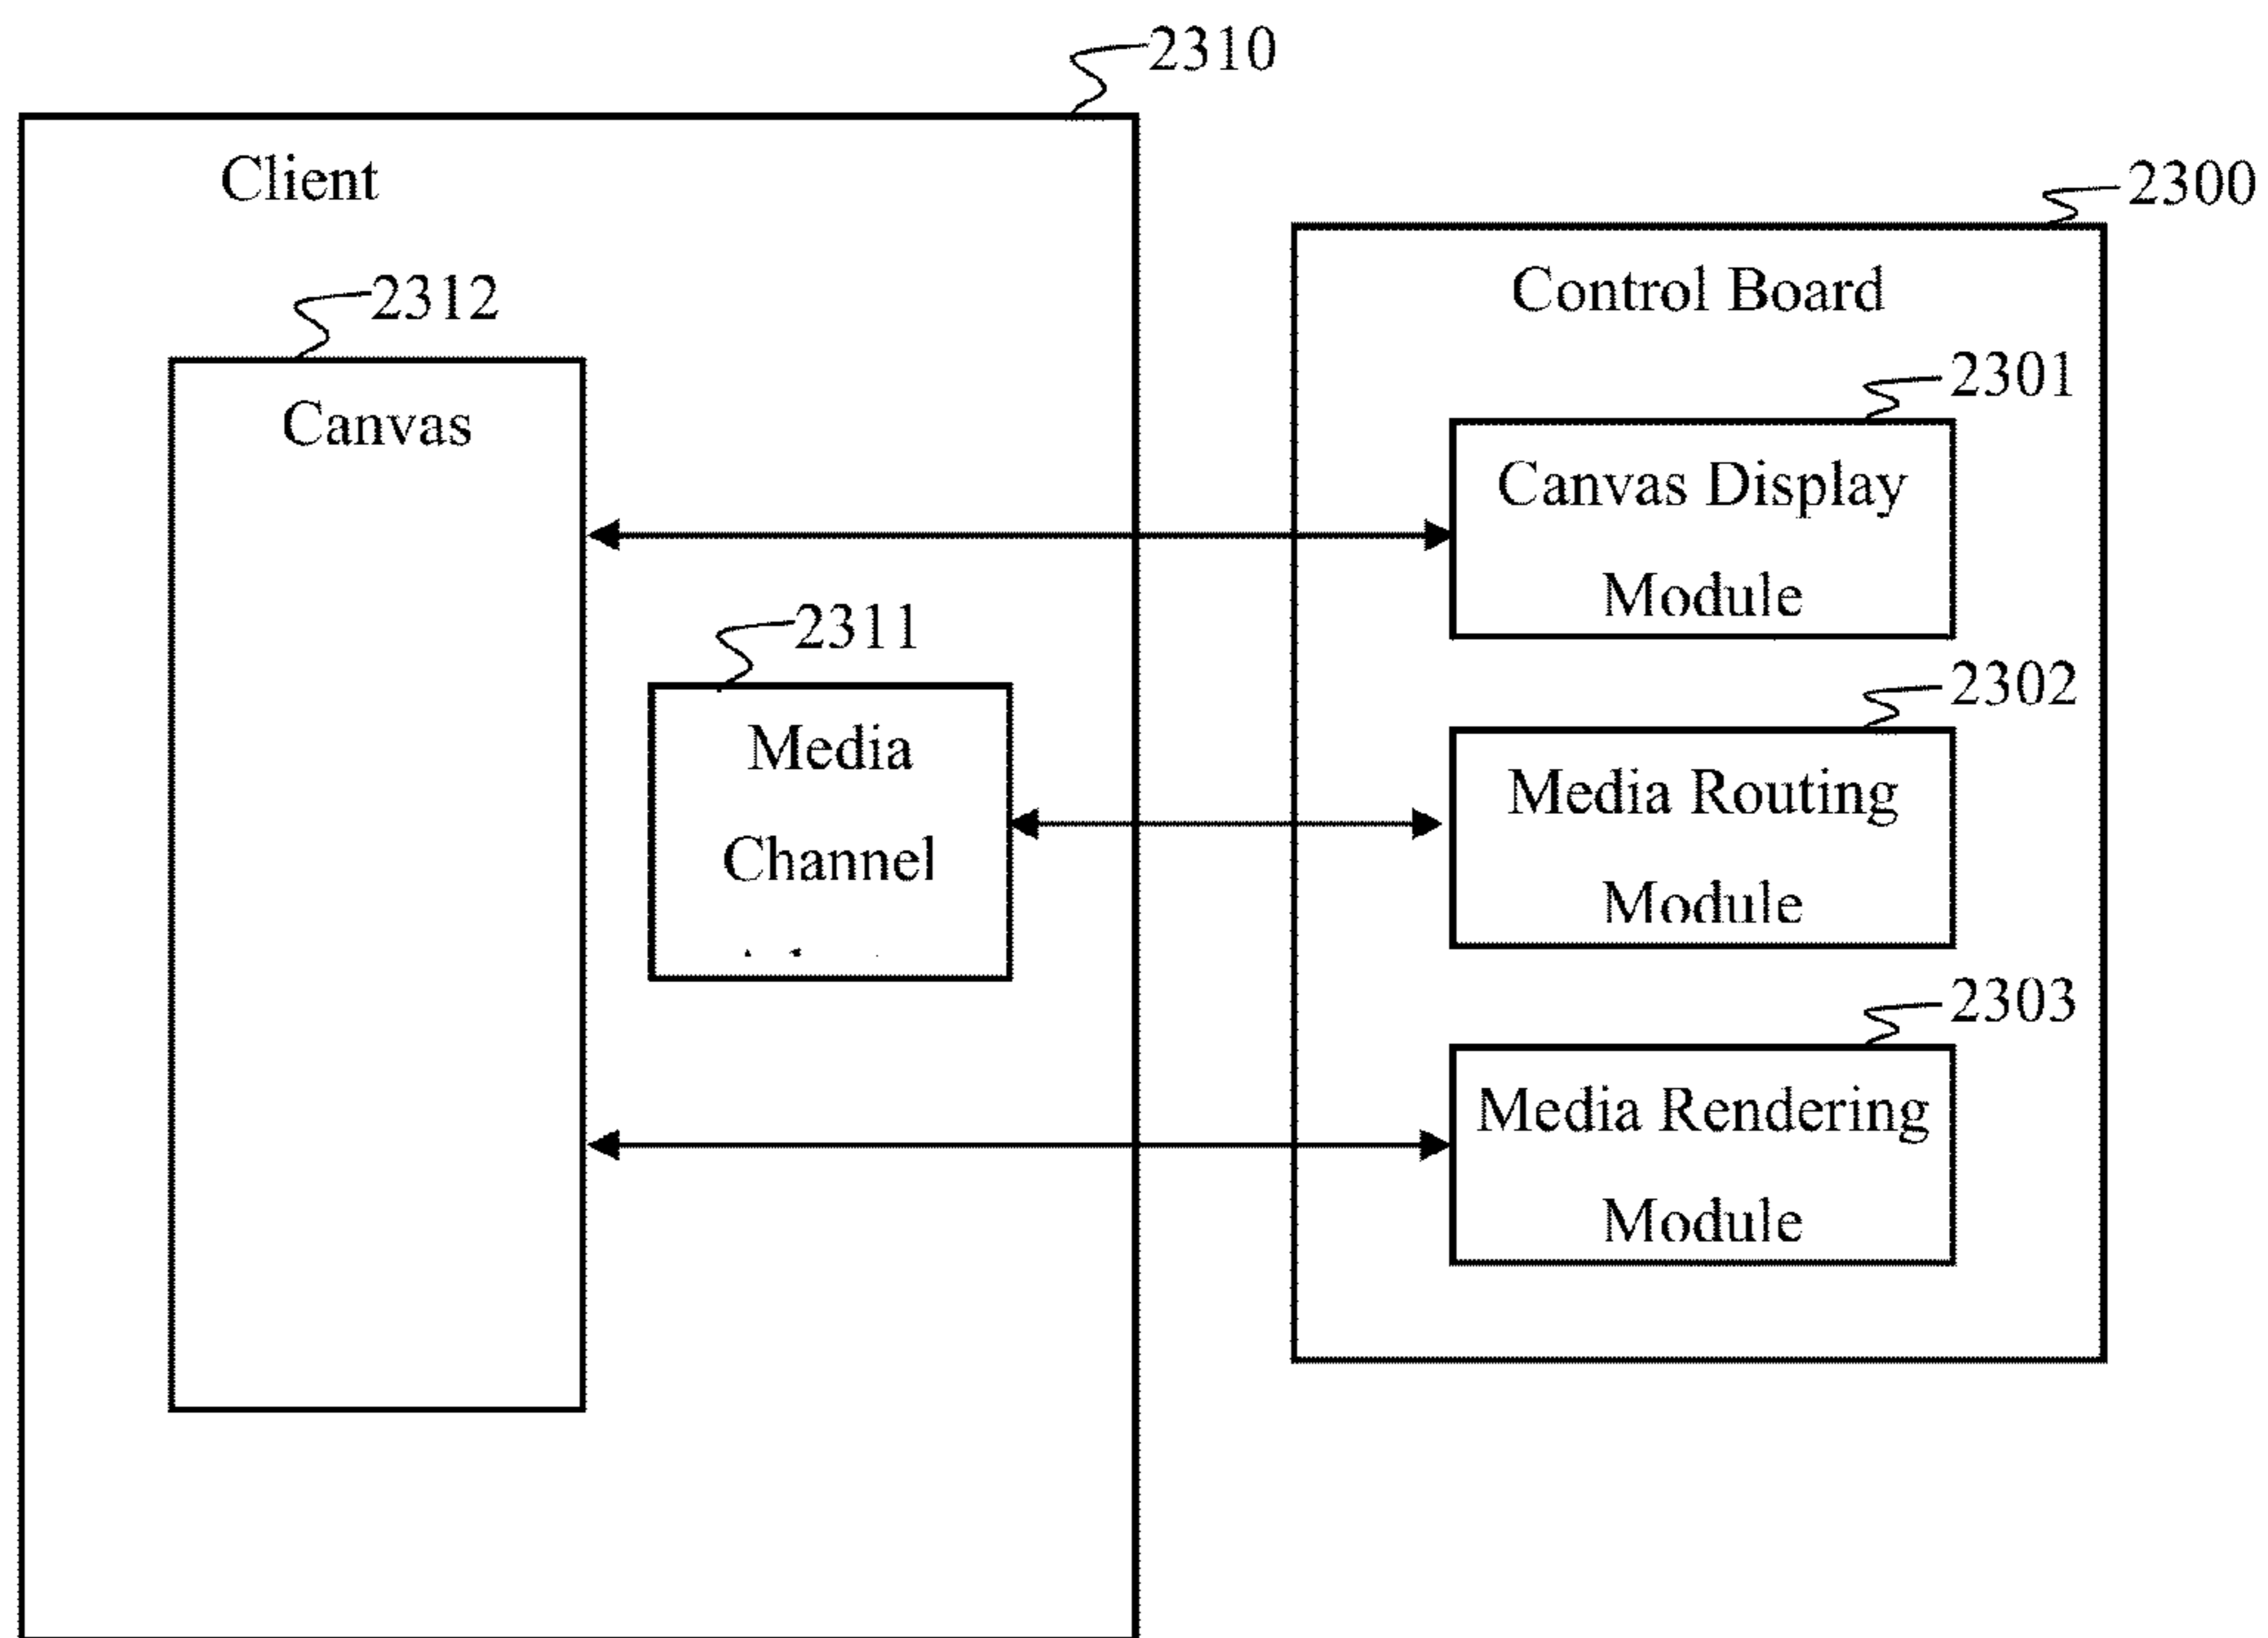 2310
Client
2300
2312
Control Board
Canvas
2301
Canvas Display
Module
2311
Media
Channel
2302
Media Routing
Module
2303
Media Rendering
Module